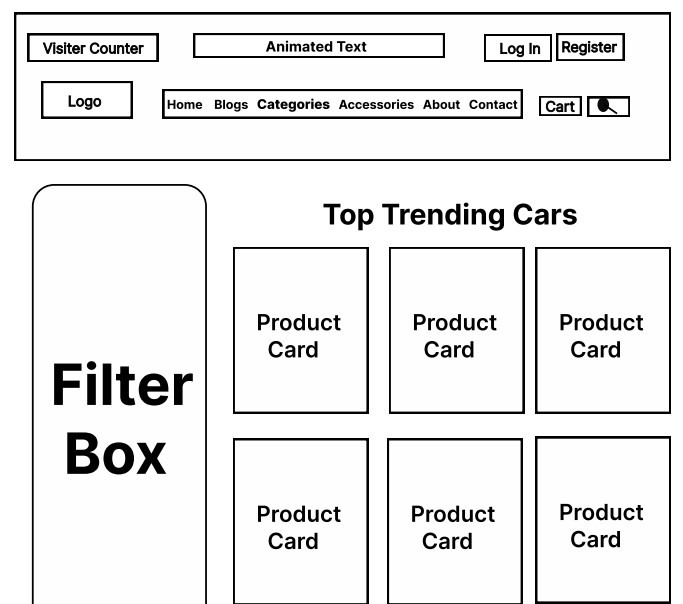 Visiter Counter
Animated Text
Log In
Register
Logo
Home Blogs Categories Accessories About Contact
Cart
Top Trending Cars
Filter
Box
Product
Card
Product
Card
Product
Card
Product
Card
Product
Card
Product
Card